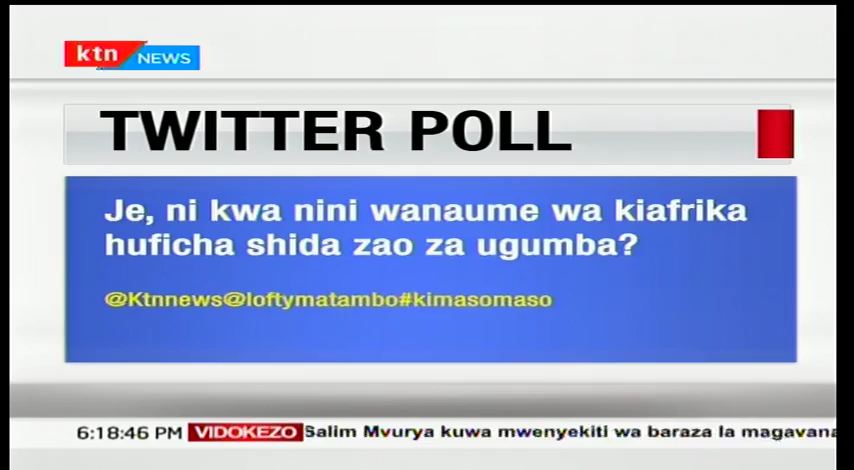 ktn NEWS
TWITTER POLL
Je, ni kwa nini wanaume wa kiafrika
huficha shida zao za ugumba?
@Ktnnews@loftymatambo#kimasomaso
6:18:46 PM VIDOKEZO Salim Mvurya kuwa mwenyekiti wa baraza la magavana